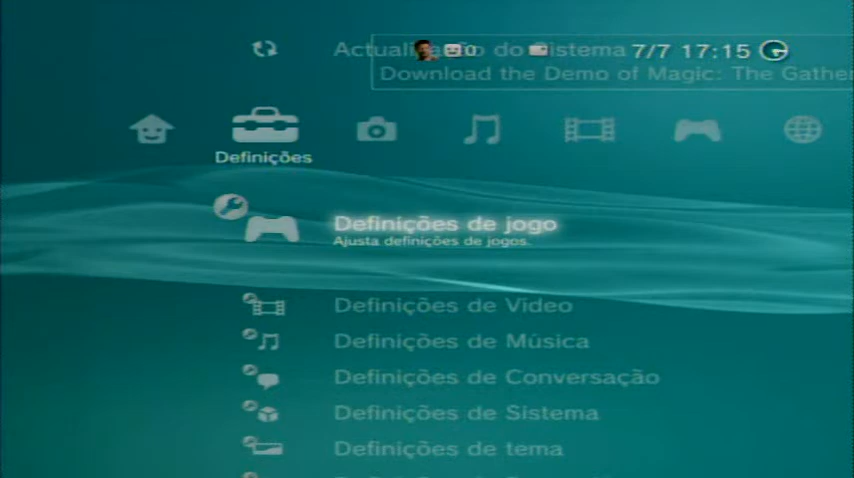 Actualização do Sistema
0 7/7 17:15
Download the Demo of Magic: The Gather
Definições
Definições de jogo
Ajusta definições de jogos.
Definições de Vídeo
Definições de Música
Definições de Conversação
Definições de Sistema
Definições de tema